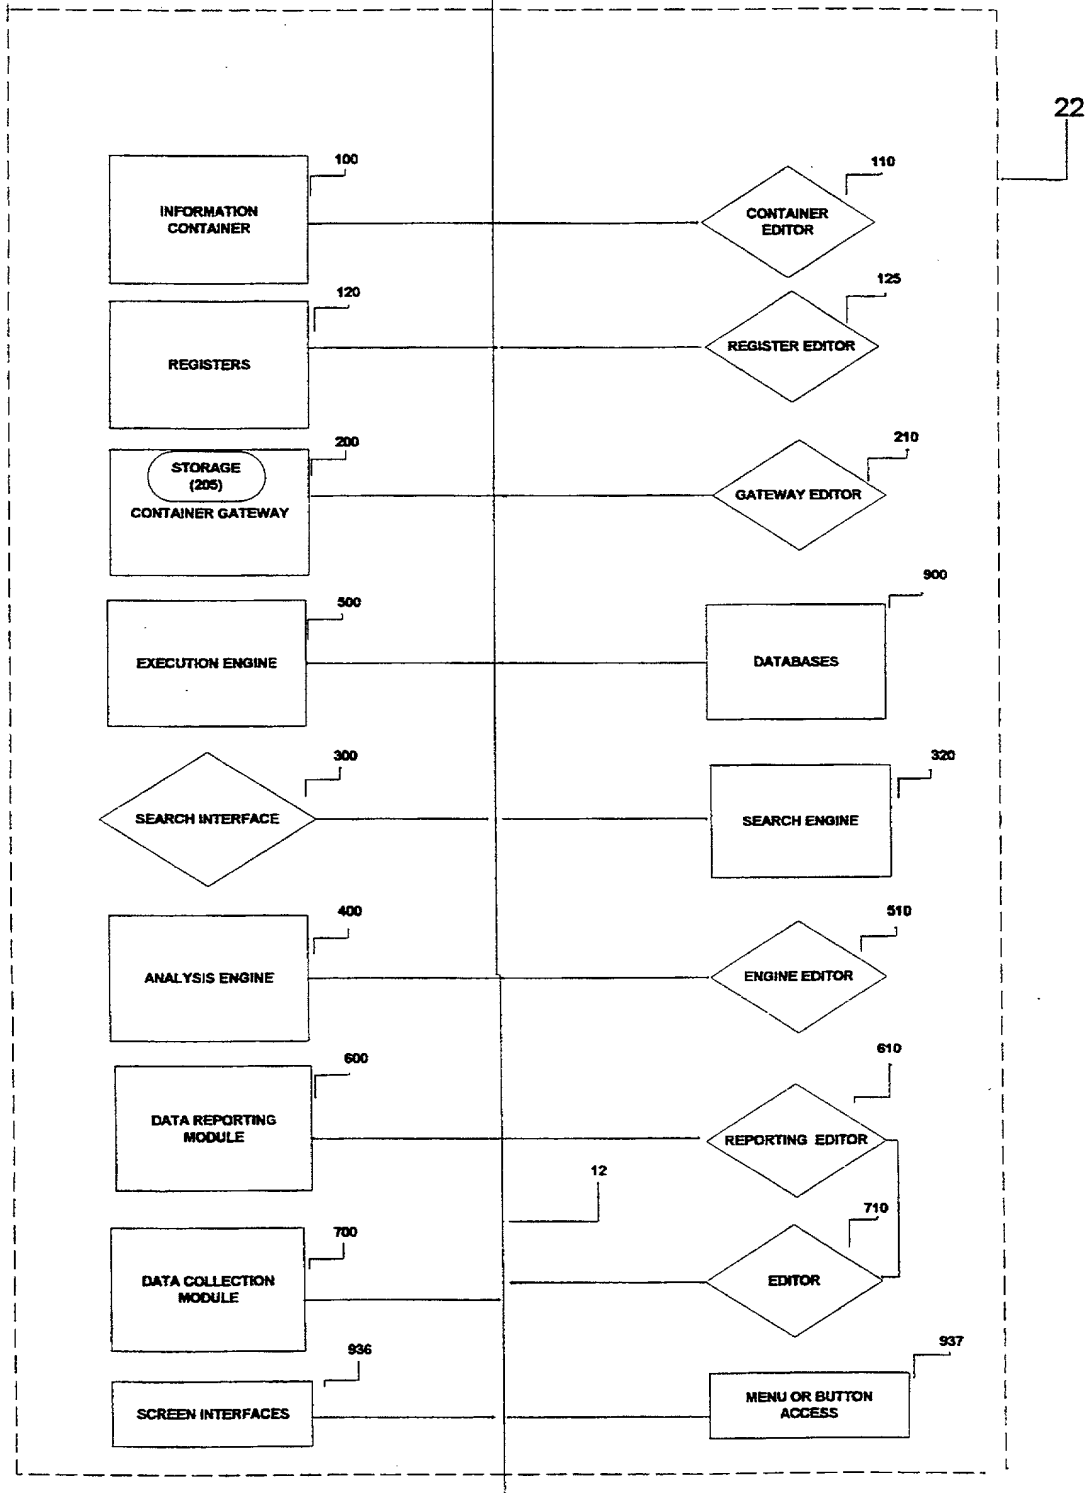 22
100
INFORMATION
CONTAINER
110
CONTAINER
EDITOR
120
REGISTERS
125
REGISTER EDITOR
200
STORAGE
(205)
CONTAINER GATEWAY
210
GATEWAY EDITOR
500
EXECUTION ENGINE
900
DATABASES
300
SEARCH INTERFACE
320
SEARCH ENGINE
400
ANALYSIS ENGINE
510
ENGINE EDITOR
600
DATA REPORTING
MODULE
610
REPORTING EDITOR
12
700
DATA COLLECTION
MODULE
710
EDITOR
936
SCREEN INTERFACES
937
MENU OR BUTTON
ACCESS